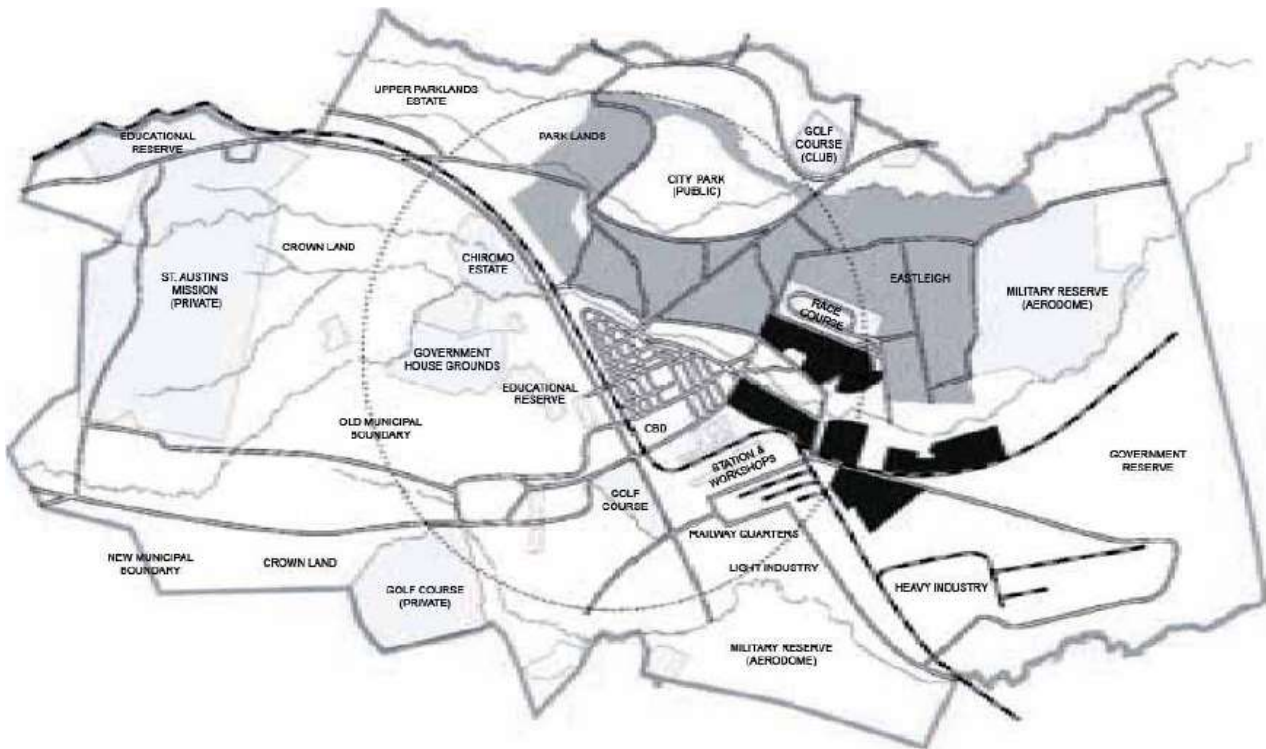 UPPER PARKLANDS
ESTATE
EDUCATIONAL
RESERVE
PARK LANDS
GOLF
COURSE
(CLUB)
CITY PARK
(PUBLIC)
CROWN LAND
CHIROMO
ESTATE
ST. AUSTIN'S
MISSION
(PRIVATE)
EASTLEIGH
MILITARY RESERVE
(AERODOME)
RACE
COURSE
GOVERNMENT
HOUSE GROUNDS
EDUCATIONAL
RESERVE
OLD MUNICIPAL
BOUNDARY
CBD
STATION &
WORKSHOPS
GOVERNMENT
RESERVE
GOLF
COURSE
RAILWAY QUARTERS
NEW MUNICIPAL
BOUNDARY
CROWN LAND
LIGHT INDUSTRY
GOLF COURSE
(PRIVATE)
HEAVY INDUSTRY
MILITARY RESERVE
(AERODOME)